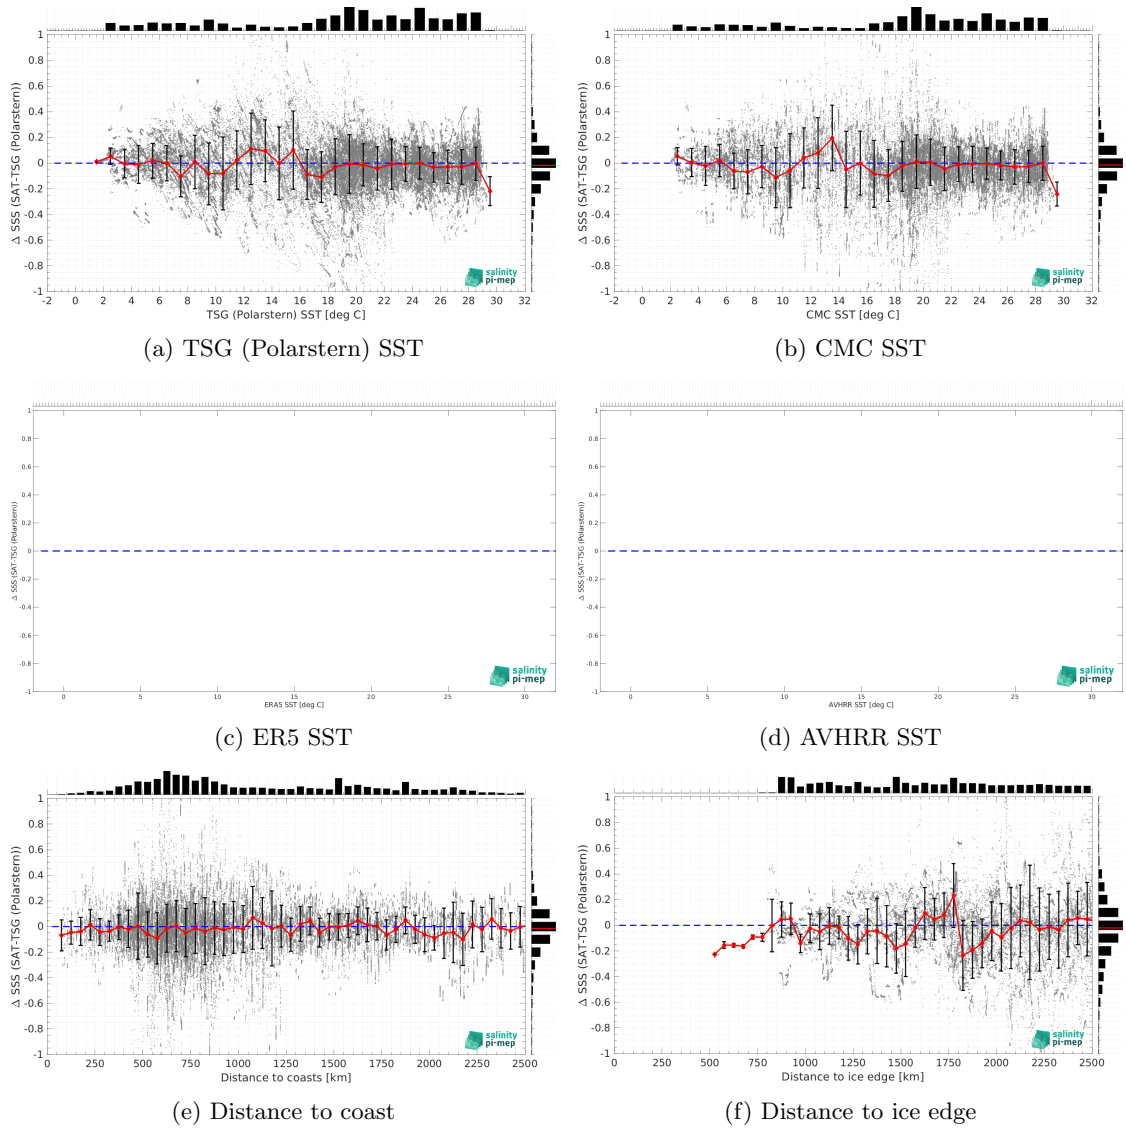 1
0.8
0.6
0.4
0.2
0
-0.2
-0.4
-0.6
-0.8
-1
Δ SSS (SAT-TSG (Polarstern))
salinity
pi-mep
-2 0 2 4 6 8 10 12 14 16 18 20 22 24 26 28 30 32
TSG (Polarstern) SST [deg C]
(a) TSG (Polarstern) SST
1
0.8
0.6
0.4
0.2
0
-0.2
-0.4
-0.6
-0.8
-1
Δ SSS (SAT-TSG (Polarstern))
salinity
pi-mep
-2 0 2 4 6 8 10 12 14 16 18 20 22 24 26 28 30 32
CMC SST [deg C]
(b) CMC SST
1
0.8
0.6
0.4
0.2
0
-0.2
-0.4
-0.6
-0.8
-1
Δ SSS (SAT-TSG (Polarstern))
salinity
pi-mep
0 5 10 15 20 25 30
ERA5 SST [deg C]
(c) ER5 SST
1
0.8
0.6
0.4
0.2
0
-0.2
-0.4
-0.6
-0.8
-1
Δ SSS (SAT-TSG (Polarstern))
salinity
pi-mep
0 5 10 15 20 25 30
AVHRR SST [deg C]
(d) AVHRR SST
1
0.8
0.6
0.4
0.2
0
-0.2
-0.4
-0.6
-0.8
-1
Δ SSS (SAT-TSG (Polarstern))
salinity
pi-mep
0 250 500 750 1000 1250 1500 1750 2000 2250 2500
Distance to coasts [km]
(e) Distance to coast
1
0.8
0.6
0.4
0.2
0
-0.2
-0.4
-0.6
-0.8
-1
Δ SSS (SAT-TSG (Polarstern))
salinity
pi-mep
0 250 500 750 1000 1250 1500 1750 2000 2250 2500
Distance to ice edge [km]
(f) Distance to ice edge